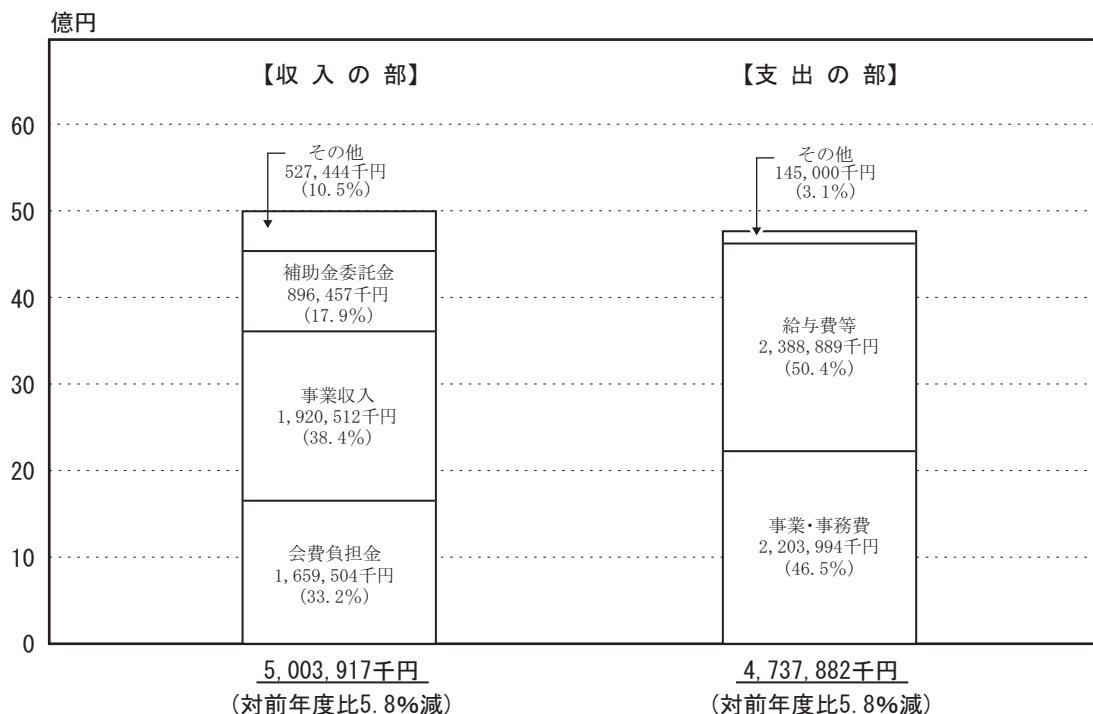 億円
【収 入 の 部】
【支 出 の 部】
60
50
40
30
20
10
0
その他
527,444千円
(10.5%)
補助金委託金
896,457千円
(17.9%)
事業収入
1,920,512千円
(38.4%)
会費負担金
1,659,504千円
(33.2%)
5,003,917千円
(対前年度比5.8%減)
その他
145,000千円
(3.1%)
給与費等
2,388,889千円
(50.4%)
事業・事務費
2,203,994千円
(46.5%)
4,737,882千円
(対前年度比5.8%減)